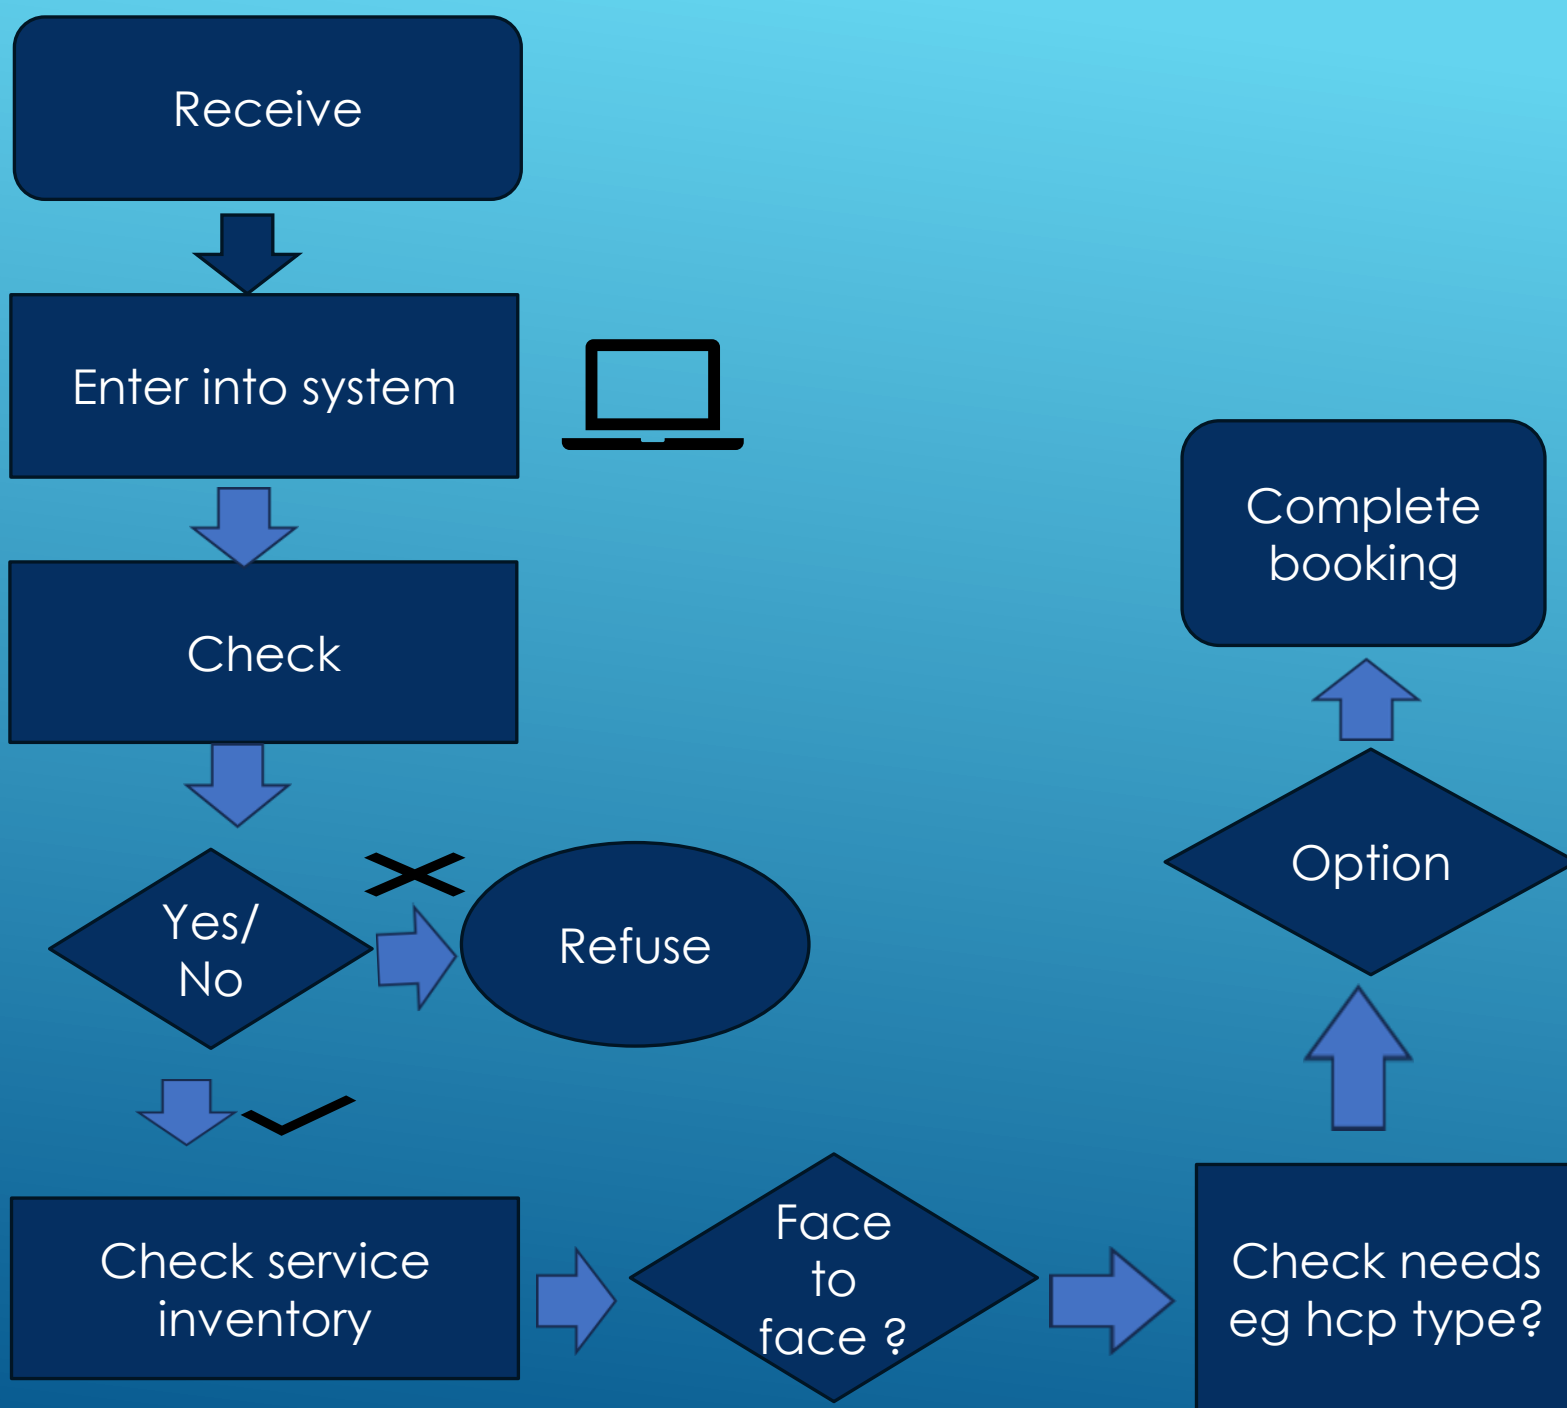 Receive
Enter into system
Check
Yes/
No
Refuse
Check service
inventory
Face
to
face ?
Check needs
eg hcp type?
Option
Complete
booking